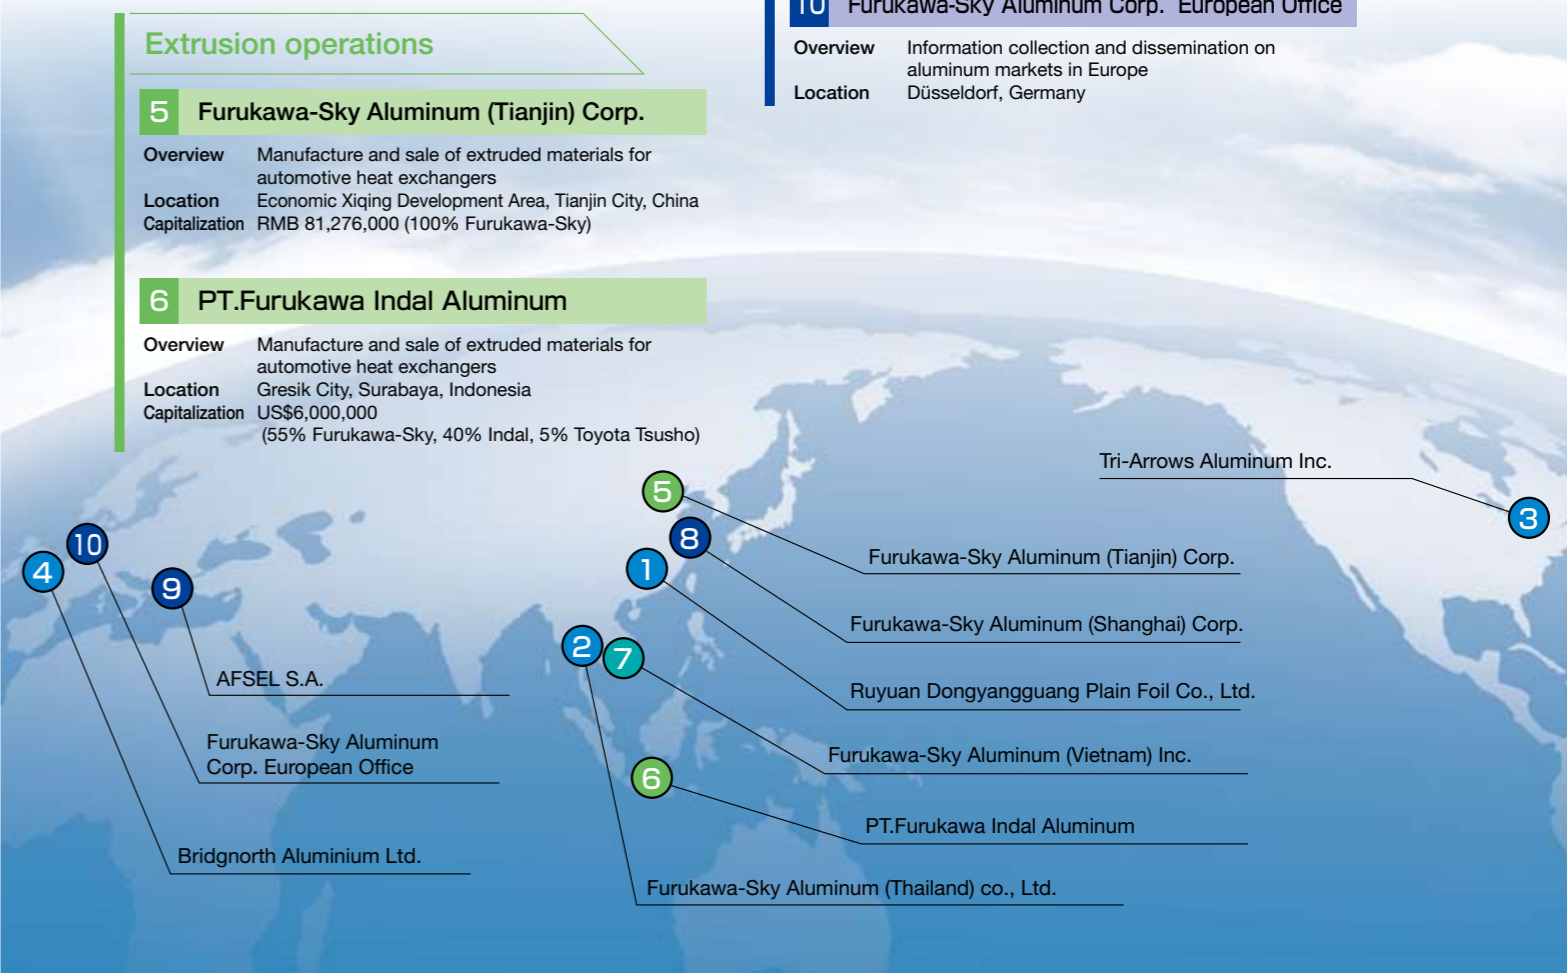 Extrusion operations
5 Furukawa-Sky Aluminum (Tianjin) Corp.
Overview Manufacture and sale of extruded materials for
automotive heat exchangers
Location Economic Xiqing Development Area, Tianjin City, China
Capitalization RMB 81,276,000 (100% Furukawa-Sky)
6 PT.Furukawa Indal Aluminum
Overview Manufacture and sale of extruded materials for
automotive heat exchangers
Location Gresik City, Surabaya, Indonesia
Capitalization US$6,000,000
(55% Furukawa-Sky, 40% Indal, 5% Toyota Tsusho)
10 Furukawa-Sky Aluminum Corp. European Office
Overview Information collection and dissemination on
aluminum markets in Europe
Location Düsseldorf, Germany
Tri-Arrows Aluminum Inc.
3
5
8
1
10
4
9
2
7
6
Furukawa-Sky Aluminum (Tianjin) Corp.
Furukawa-Sky Aluminum (Shanghai) Corp.
AFSEL S.A.
Ruyuan Dongyangguang Plain Foil Co., Ltd.
Furukawa-Sky Aluminum
Corp. European Office
Furukawa-Sky Aluminum (Vietnam) Inc.
PT.Furukawa Indal Aluminum
Bridgnorth Aluminium Ltd.
Furukawa-Sky Aluminum (Thailand) co., Ltd.